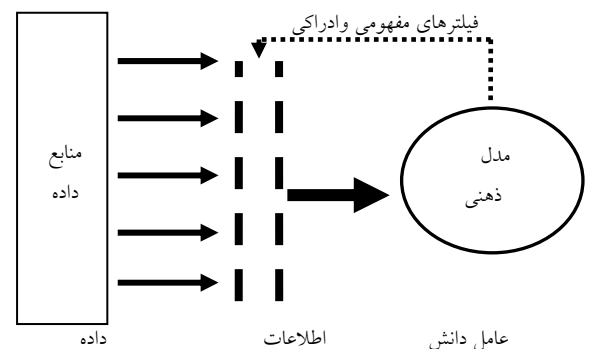 فیلترهای مفهومی وادراکی
منابع
داده
مدل
ذهنی
عامل دانش
اطلاعات
داده